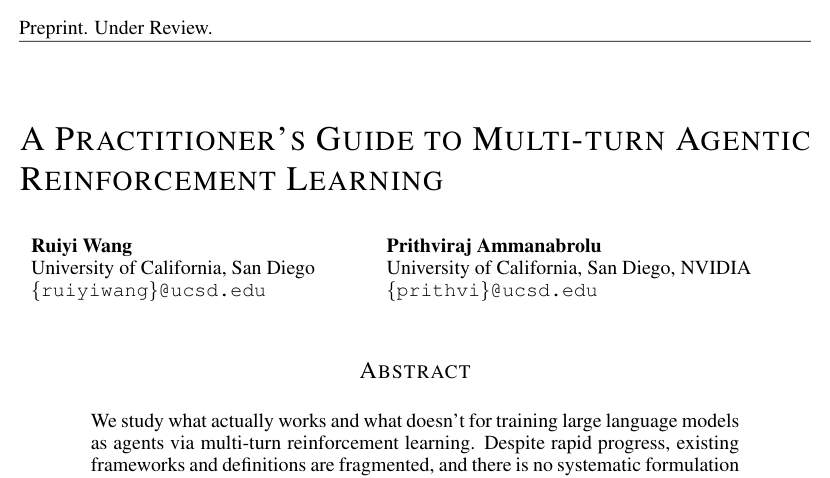 Preprint. Under Review.
A PRACTITIONER'S GUIDE TO MULTI-TURN AGENTIC
REINFORCEMENT LEARNING
Ruiyi Wang
University of California, San Diego
{ruiyiwang}@ucsd.edu
Prithviraj Ammanabrolu
University of California, San Diego, NVIDIA
{prithvi}@ucsd.edu
ABSTRACT
We study what actually works and what doesn't for training large language models
as agents via multi-turn reinforcement learning. Despite rapid progress, existing
frameworks and definitions are fragmented, and there is no systematic formulation